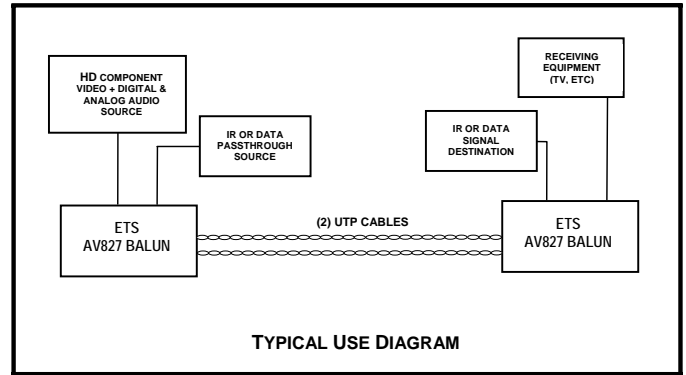 HD COMPONENT
VIDEO + DIGITAL &
ANALOG AUDIO
SOURCE
IR OR DATA
PASSTHROUGH
SOURCE
RECEIVING
EQUIPMENT
(TV, ETC)
IR OR DATA
SIGNAL
DESTINATION
ETS
AV827 BALUN
(2) UTP CABLES
ETS
AV827 BALUN
TYPICAL USE DIAGRAM